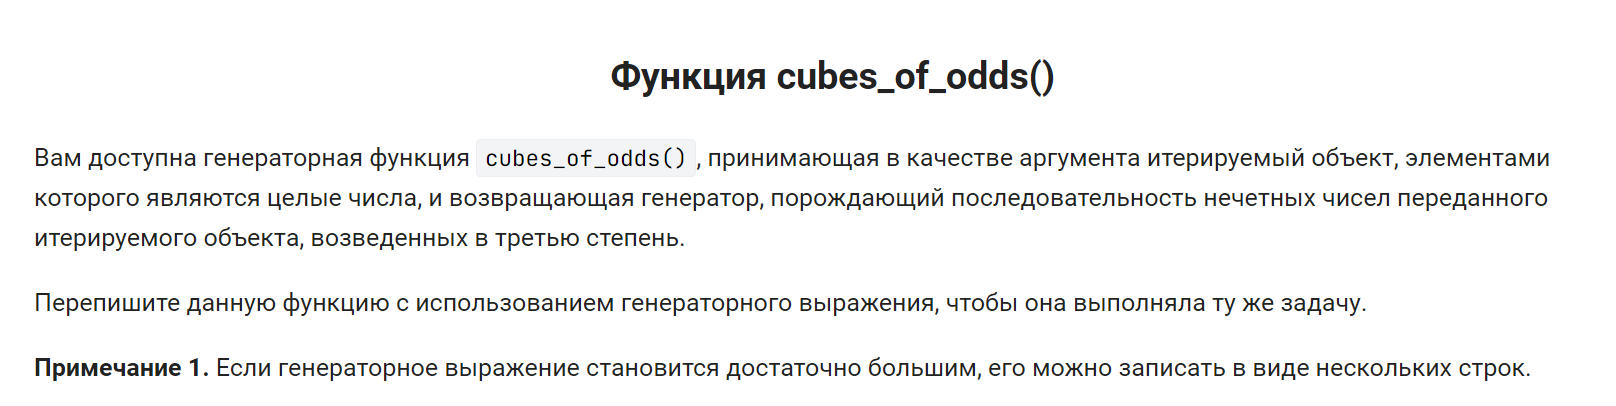 Функция cubes_of_odds()
Вам доступна генераторная функция cubes_of_odds(), принимающая в качестве аргумента итерируемый объект, элементами
которого являются целые числа, и возвращающая генератор, порождающий последовательность нечетных чисел переданного
итерируемого объекта, возведенных в третью степень.
Перепишите данную функцию с использованием генераторного выражения, чтобы она выполняла ту же задачу.
Примечание 1. Если генераторное выражение становится достаточно большим, его можно записать в виде нескольких строк.